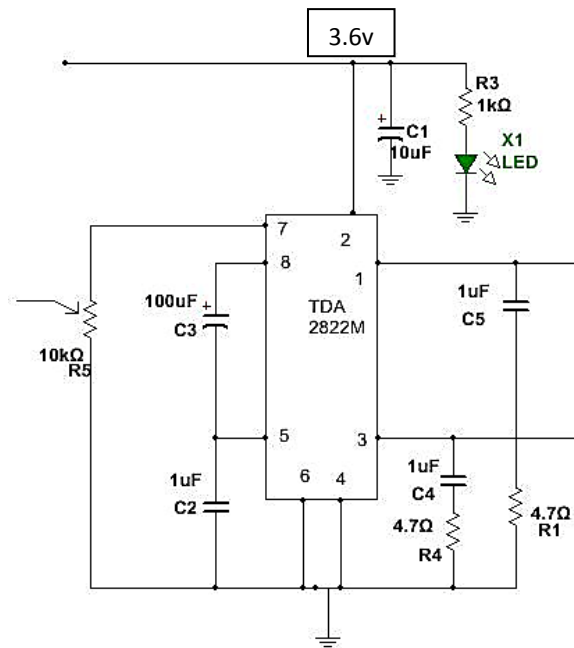 3.6v
R3
1kΩ
+
C1
10uF
X1
LED
7
2
8
1
100uF
+
C3
TDA
2822M
1uF
C5
10kΩ
R5
5
3
1uF
C2
6
4
1uF
C4
4.7Ω
R4
4.7Ω
R1